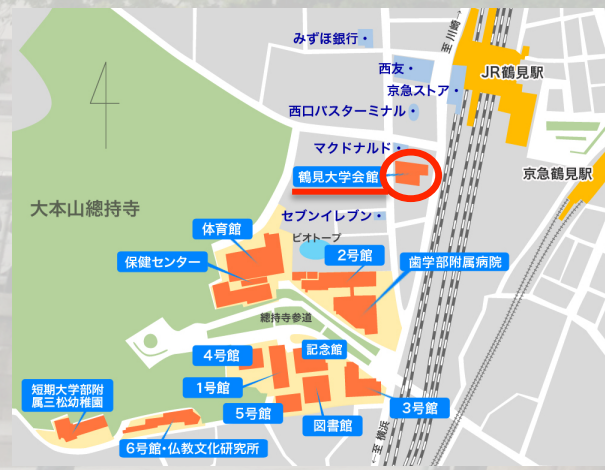 みずほ銀行・
至 川崎→
西友・
JR鶴見駅
京急ストア・
西口バスターミナル・
マクドナルド・
京急鶴見駅
鶴見大学会館
大本山總持寺
セブンイレブン・
体育館
ビオトープ
保健センター
2号館
歯学部附属病院
總持寺参道
記念館
4号館
1号館
短期大学部附
属三松幼稚園
5号館
3号館
図書館
6号館・仏教文化研究所
←至 横浜